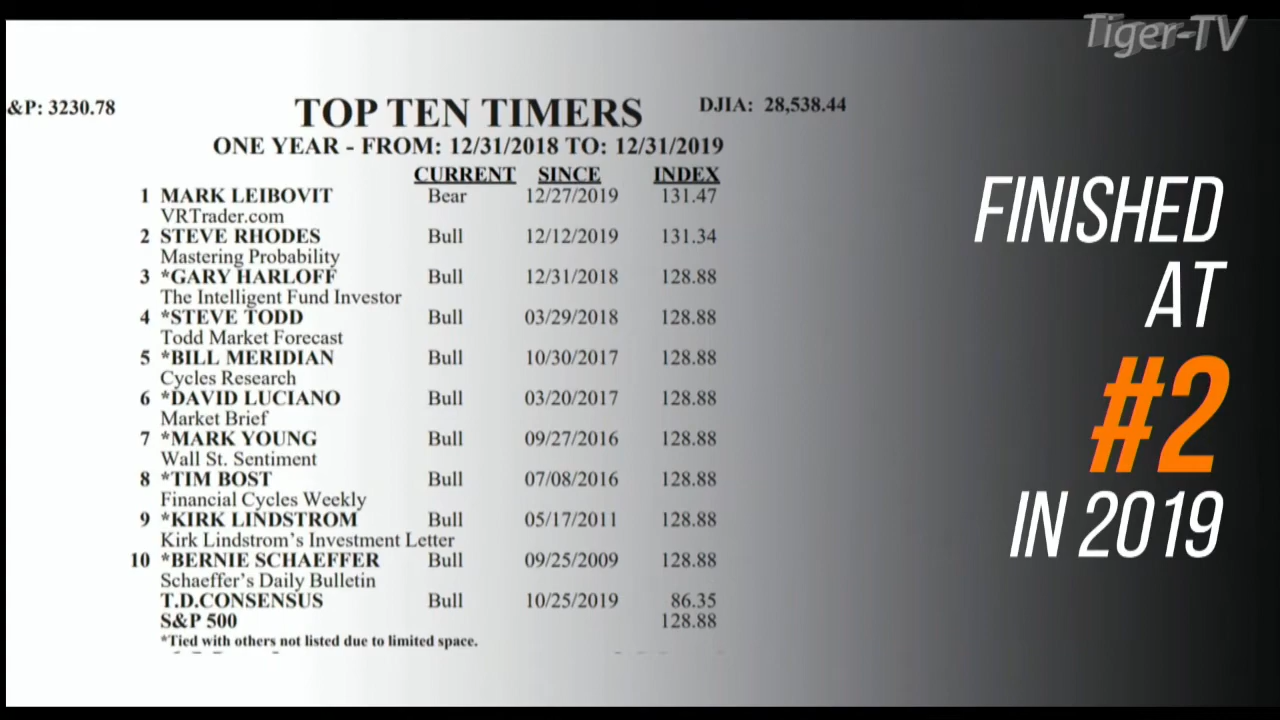 Tiger-TV
&P: 3230.78
TOP TEN TIMERS
DJIA: 28,538.44
ONE YEAR - FROM: 12/31/2018 TO: 12/31/2019
CURRENT SINCE INDEX
1 MARK LEIBOVIT Bear 12/27/2019 131.47
VRTrader.com
2 STEVE RHODES Bull 12/12/2019 131.34
Mastering Probability
3 *GARY HARLOFF Bull 12/31/2018 128.88
The Intelligent Fund Investor
4 *STEVE TODD Bull 03/29/2018 128.88
Todd Market Forecast
5 *BILL MERIDIAN Bull 10/30/2017 128.88
Cycles Research
6 *DAVID LUCIANO Bull 03/20/2017 128.88
Market Brief
7 *MARK YOUNG Bull 09/27/2016 128.88
Wall St. Sentiment
8 *TIM BOST Bull 07/08/2016 128.88
Financial Cycles Weekly
9 *KIRK LINDSTROM Bull 05/17/2011 128.88
Kirk Lindstrom's Investment Letter
10 *BERNIE SCHAEFFER Bull 09/25/2009 128.88
Schaeffer's Daily Bulletin
T.D.CONSENSUS Bull 10/25/2019 86.35
S&P 500 128.88
*Tied with others not listed due to limited space.
FINISHED
AT
#2
IN 2019